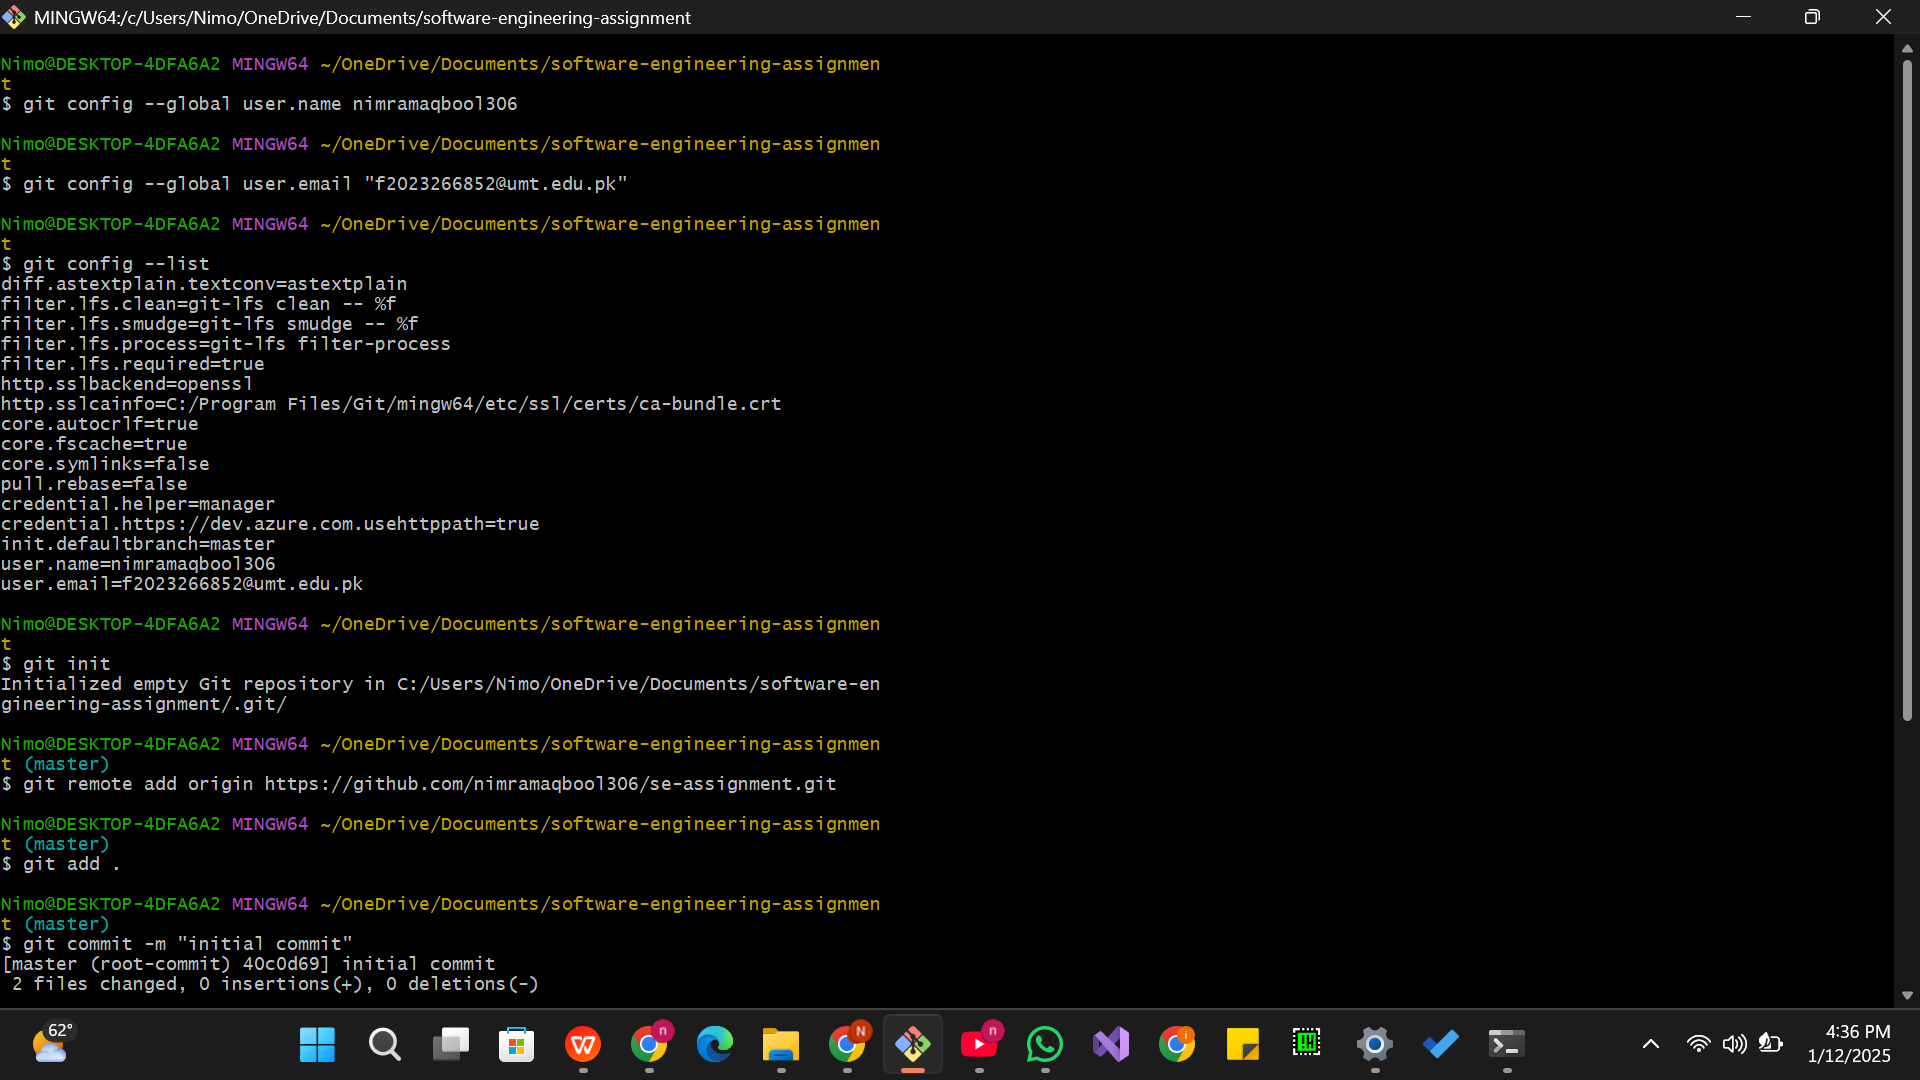 MINGW64:/c/Users/Nimo/OneDrive/Documents/software-engineering-assignment
Nimo@DESKTOP-4DFA6A2 MINGW64 ~/OneDrive/Documents/software-engineering-assignmen
t
$ git config --global user.name nimramaqbool306
Nimo@DESKTOP-4DFA6A2 MINGW64 ~/OneDrive/Documents/software-engineering-assignmen
t
$ git config --global user.email "f2023266852@umt.edu.pk"
Nimo@DESKTOP-4DFA6A2 MINGW64 ~/OneDrive/Documents/software-engineering-assignmen
t
$ git config --list
diff.astextplain.textconv=astextplain
filter.lfs.clean=git-lfs clean -- %f
filter.lfs.smudge=git-lfs smudge -- %f
filter.lfs.process=git-lfs filter-process
filter.lfs.required=true
http.sslbackend=openssl
http.sslcainfo=C:/Program Files/Git/mingw64/etc/ssl/certs/ca-bundle.crt
core.autocrlf=true
core.fscache=true
core.symlinks=false
pull.rebase=false
credential.helper=manager
credential.https://dev.azure.com.usehttppath=true
init.defaultbranch=master
user.name=nimramaqbool306
user.email=f2023266852@umt.edu.pk
Nimo@DESKTOP-4DFA6A2 MINGW64 ~/OneDrive/Documents/software-engineering-assignmen
t
$ git init
Initialized empty Git repository in C:/Users/Nimo/OneDrive/Documents/software-en
gineering-assignment/.git/
Nimo@DESKTOP-4DFA6A2 MINGW64 ~/OneDrive/Documents/software-engineering-assignmen
t (master)
$ git remote add origin https://github.com/nimramaqbool306/se-assignment.git
Nimo@DESKTOP-4DFA6A2 MINGW64 ~/OneDrive/Documents/software-engineering-assignmen
t (master)
$ git add .
Nimo@DESKTOP-4DFA6A2 MINGW64 ~/OneDrive/Documents/software-engineering-assignmen
t (master)
$ git commit -m "initial commit"
[master (root-commit) 40c0d69] initial commit
 2 files changed, 0 insertions(+), 0 deletions(-)
62°
4:36 PM
1/12/2025